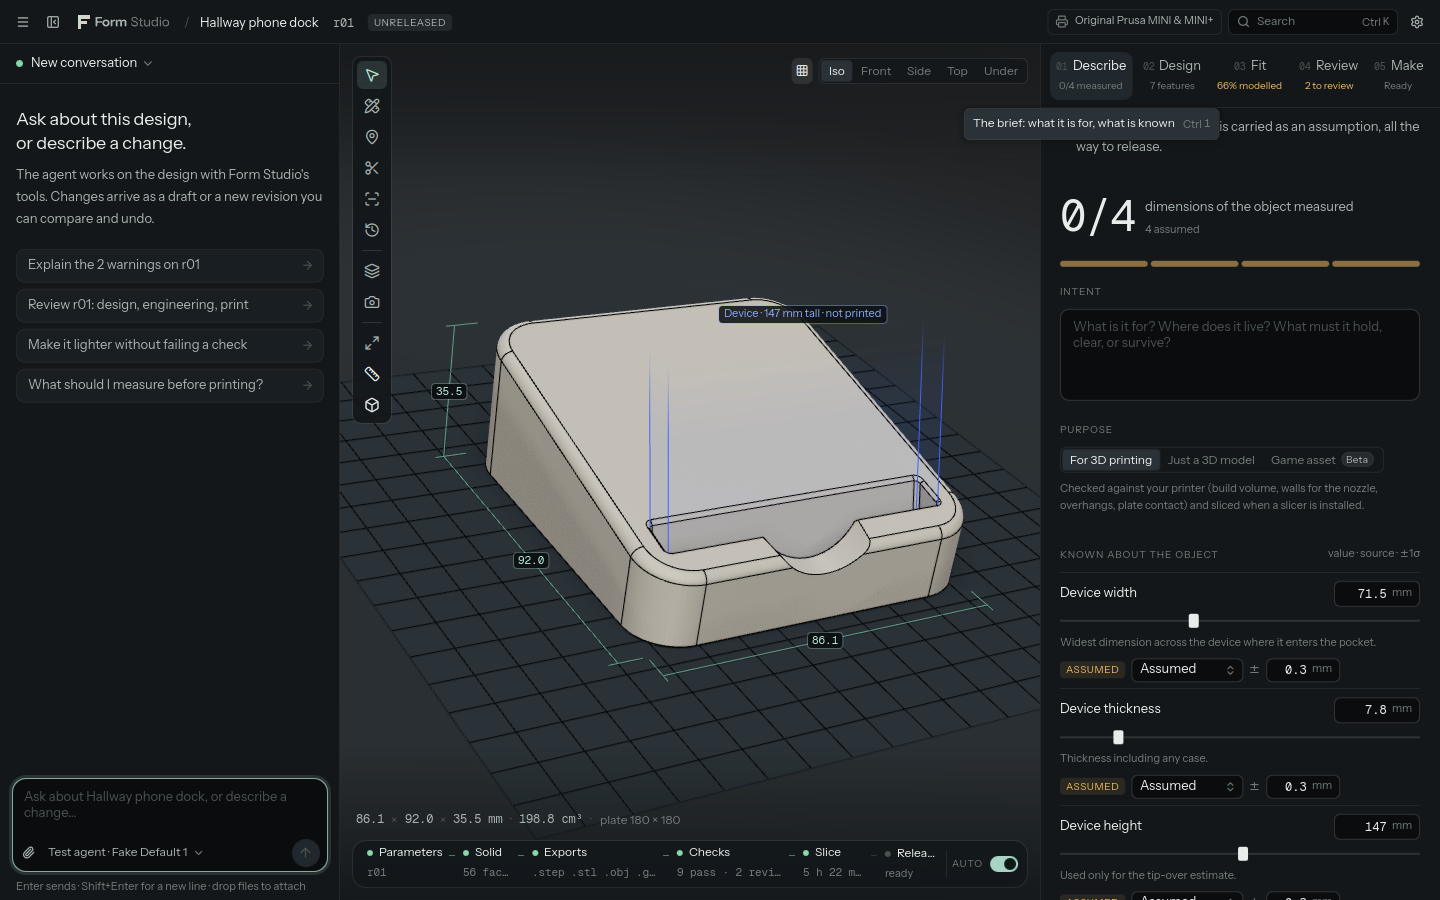 Form Studio / Hallway phone dock r01 UNRELEASED
Original Prusa MINI & MINI+
Search Ctrl K
New conversation
Ask about this design,
or describe a change.
The agent works on the design with Form Studio's
tools. Changes arrive as a draft or a new revision you
can compare and undo.
Explain the 2 warnings on r01
Review r01: design, engineering, print
Make it lighter without failing a check
What should I measure before printing?
Ask about Hallway phone dock, or describe a
change...
Test agent · Fake Default 1
Enter sends · Shift+Enter for a new line · drop files to attach
Iso Front Side Top Under
Device · 147 mm tall · not printed
35.5
92.0
86.1
86.1 × 92.0 × 35.5 mm · 198.8 cm³ · plate 180 × 180
Parameters Solid Exports Checks Slice Relea...
r01 56 fac... .step .stl .obj .g... 9 pass · 2 revi... 5 h 22 m... ready
AUTO
01 Describe 02 Design 03 Fit 04 Review 05 Make
0/4 measured 7 features 66% modelled 2 to review Ready
The brief: what it is for, what is known Ctrl 1
is carried as an assumption, all the
way to release.
0/4 dimensions of the object measured
4 assumed
INTENT
What is it for? Where does it live? What must it hold,
clear, or survive?
PURPOSE
For 3D printing Just a 3D model Game asset Beta
Checked against your printer (build volume, walls for the nozzle,
overhangs, plate contact) and sliced when a slicer is installed.
KNOWN ABOUT THE OBJECT value · source · ±1σ
Device width 71.5 mm
Widest dimension across the device where it enters the pocket.
ASSUMED Assumed ± 0.3 mm
Device thickness 7.8 mm
Thickness including any case.
ASSUMED Assumed ± 0.3 mm
Device height 147 mm
Used only for the tip-over estimate.